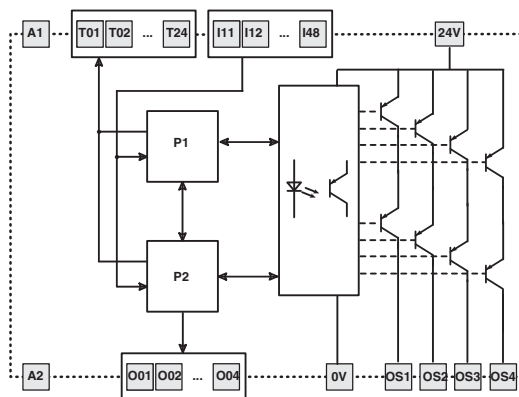 A1 T01 T02 ... T24 I11 I12 ... I48 24V
P1
P2
A2 O01 O02 ... O04 0V OS1 OS2 OS3 OS4